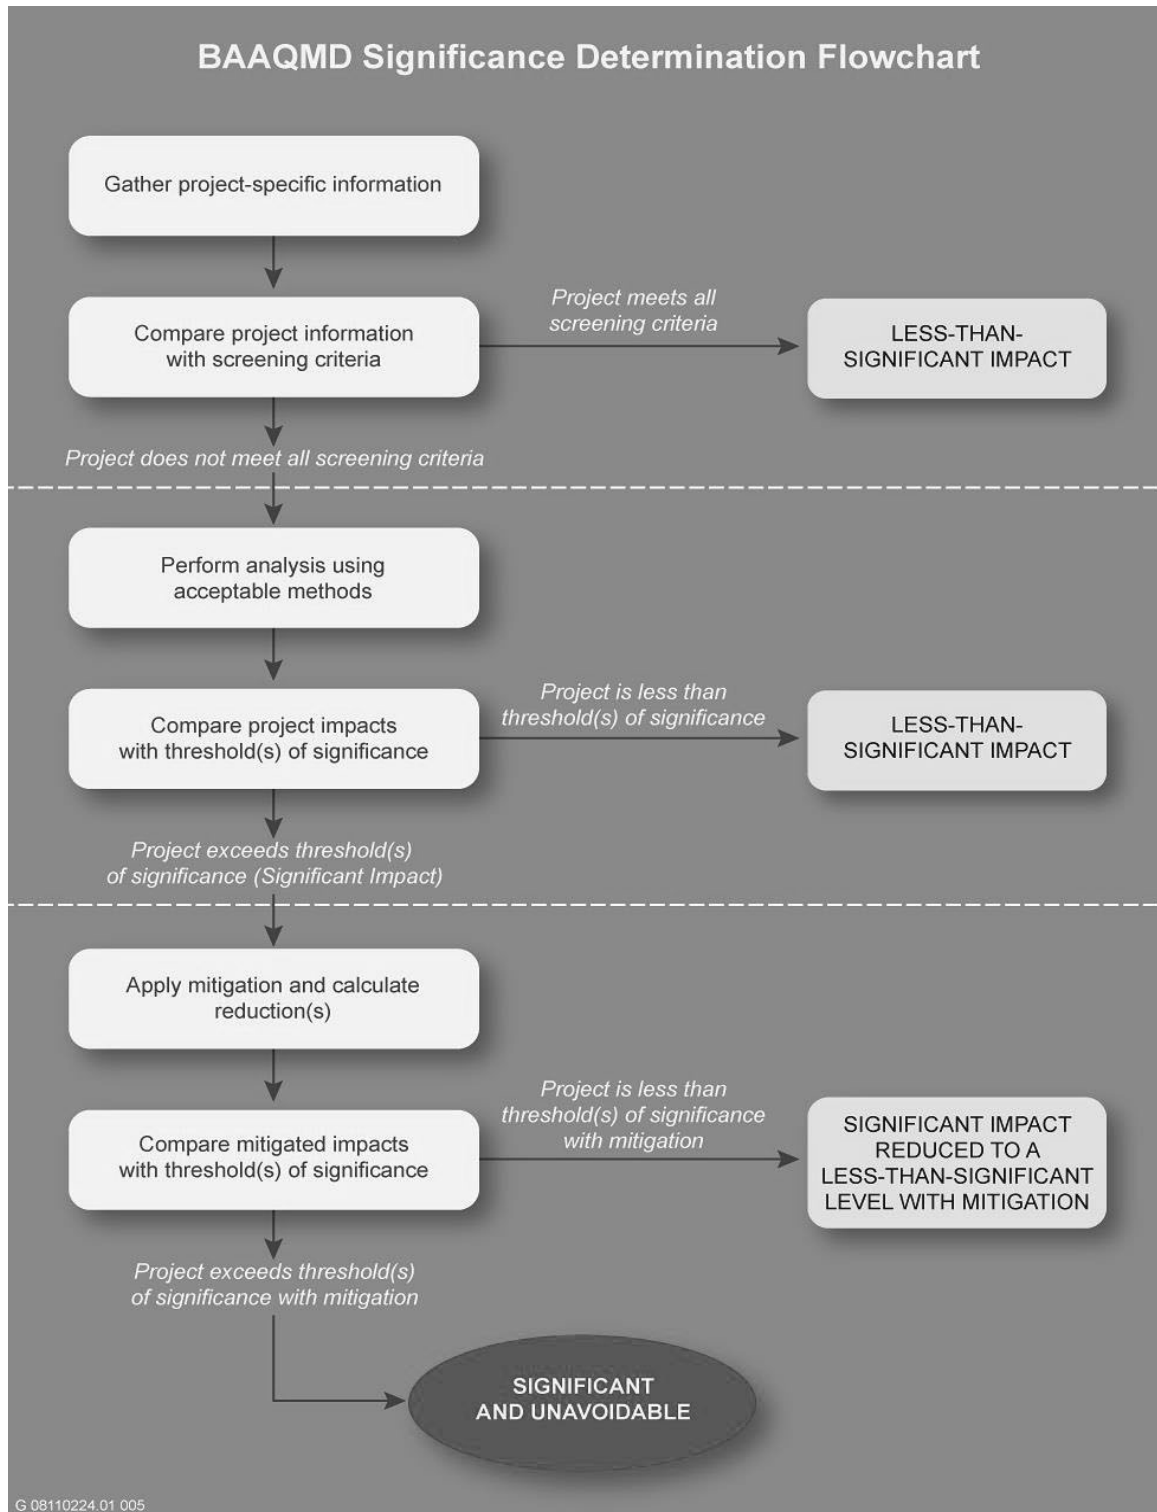 BAAQMD Significance Determination Flowchart
Gather project-specific information
Compare project information
with screening criteria
Project meets all
screening criteria
LESS-THAN-
SIGNIFICANT IMPACT
Project does not meet all screening criteria
Perform analysis using
acceptable methods
Compare project impacts
with threshold(s) of significance
Project is less than
threshold(s) of significance
LESS-THAN-
SIGNIFICANT IMPACT
Project exceeds threshold(s)
of significance (Significant Impact)
Apply mitigation and calculate
reduction(s)
Compare mitigated impacts
with threshold(s) of significance
Project is less than
threshold(s) of significance
with mitigation
SIGNIFICANT IMPACT
REDUCED TO A
LESS-THAN-SIGNIFICANT
LEVEL WITH MITIGATION
Project exceeds threshold(s)
of significance with mitigation
SIGNIFICANT
AND UNAVOIDABLE
G 08110224.01 005